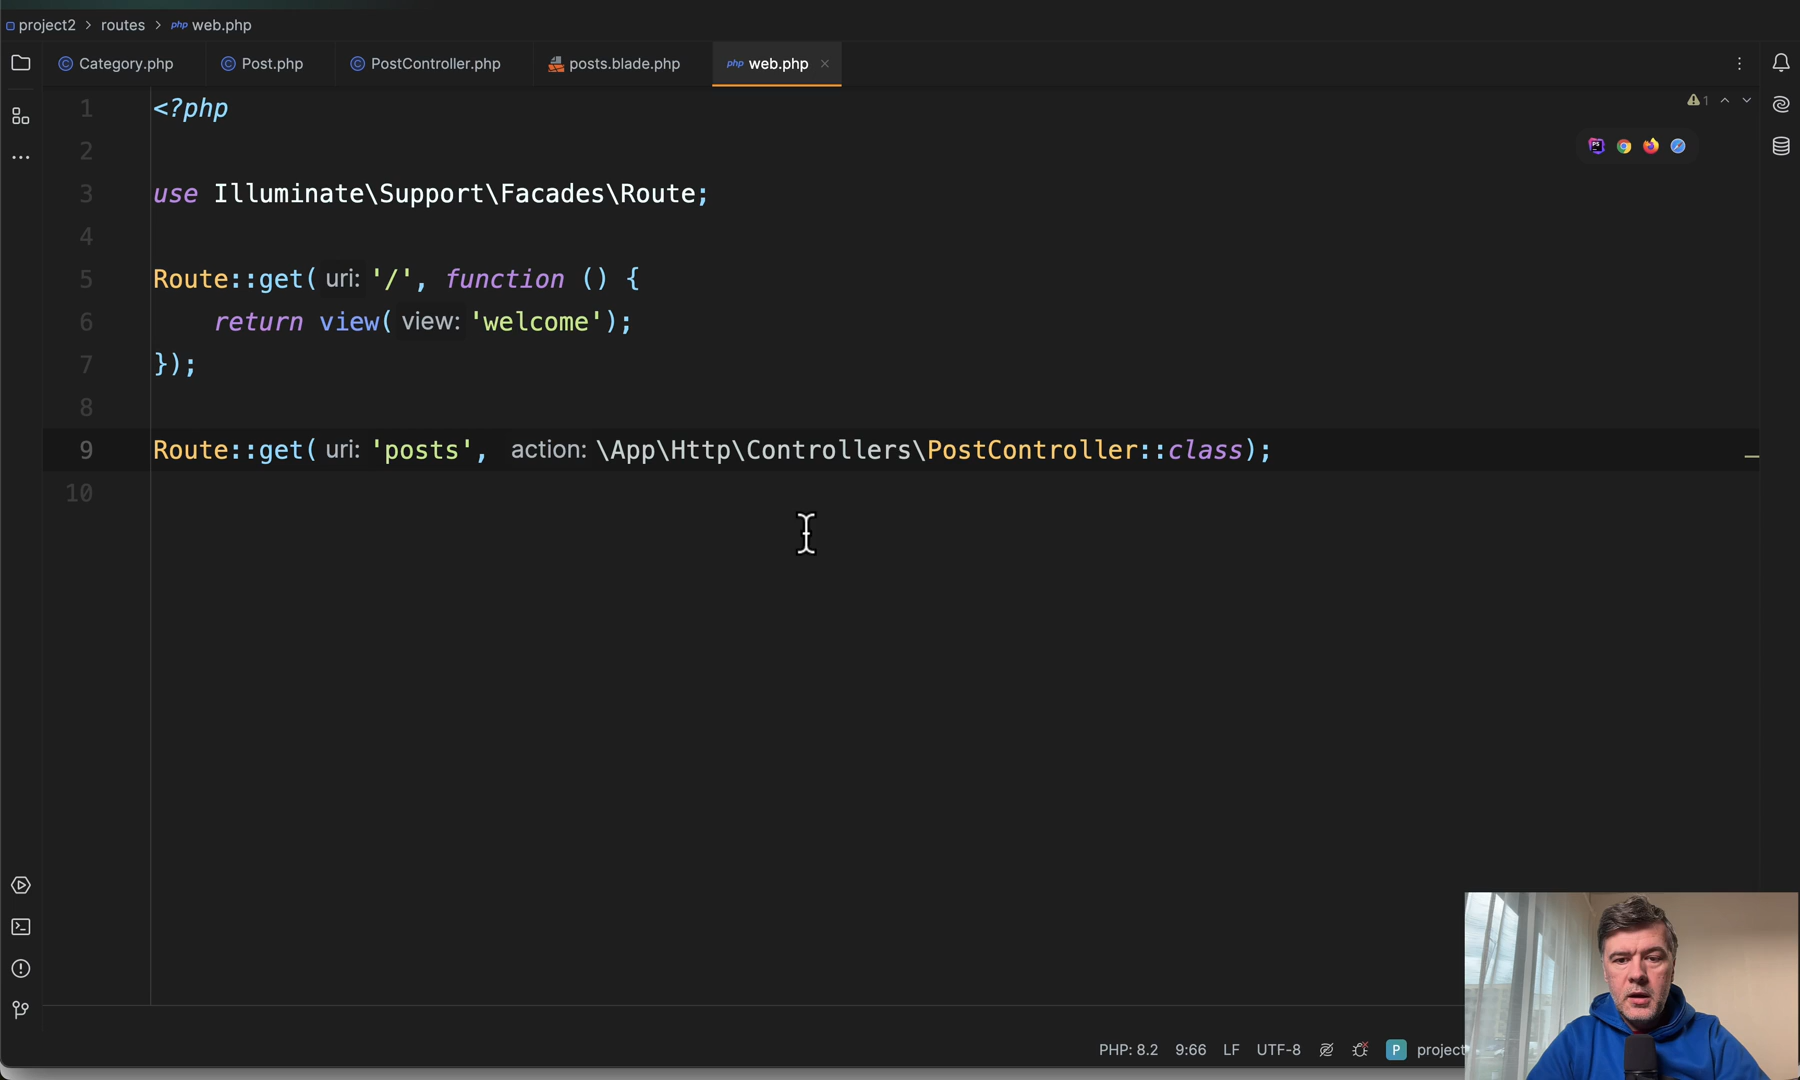 project2 > routes > php web.php
Category.php Post.php PostController.php posts.blade.php php web.php
1 <?php
1
2
3 use Illuminate\Support\Facades\Route;
4
5 Route::get( uri: '/', function () {
6 return view( view: 'welcome');
7 });
8
9 Route::get( uri: 'posts', action: \App\Http\Controllers\PostController::class);
10
PHP: 8.2 9:66 LF UTF-8 P project